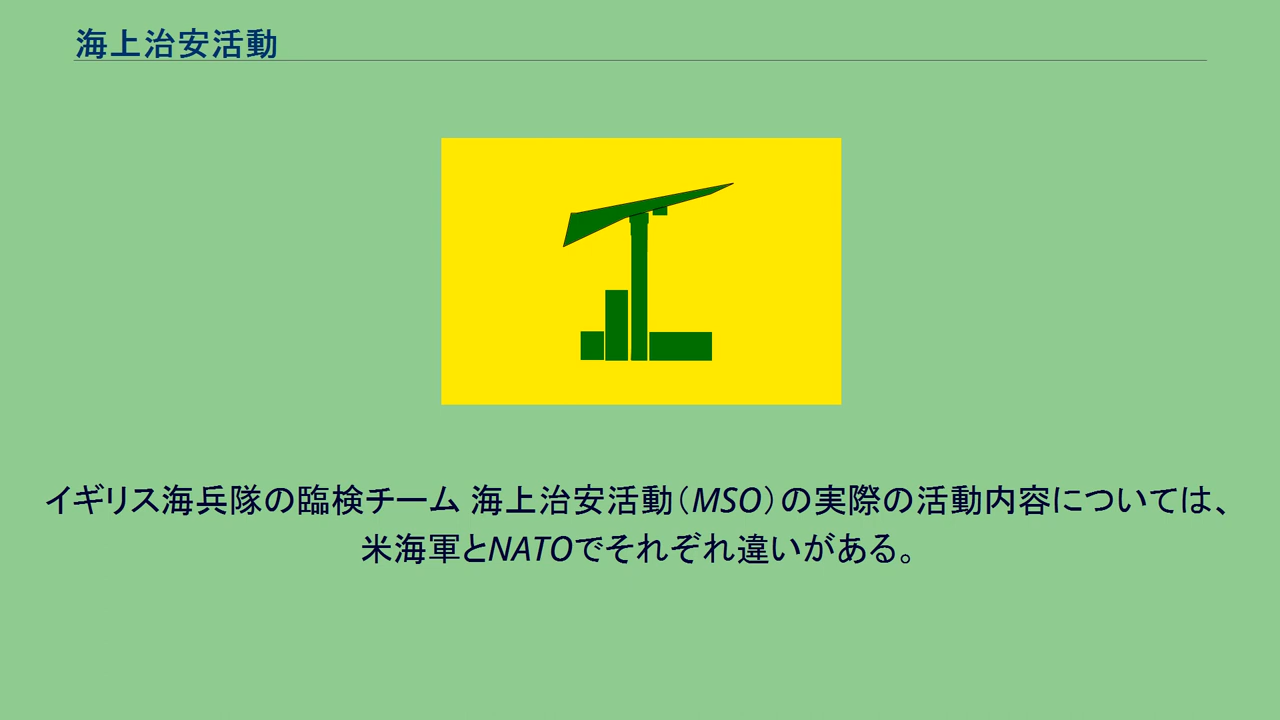 海上治安活動
イギリス海兵隊の臨検チーム 海上治安活動（MSO）の実際の活動内容については、
米海軍とNATOでそれぞれ違いがある。